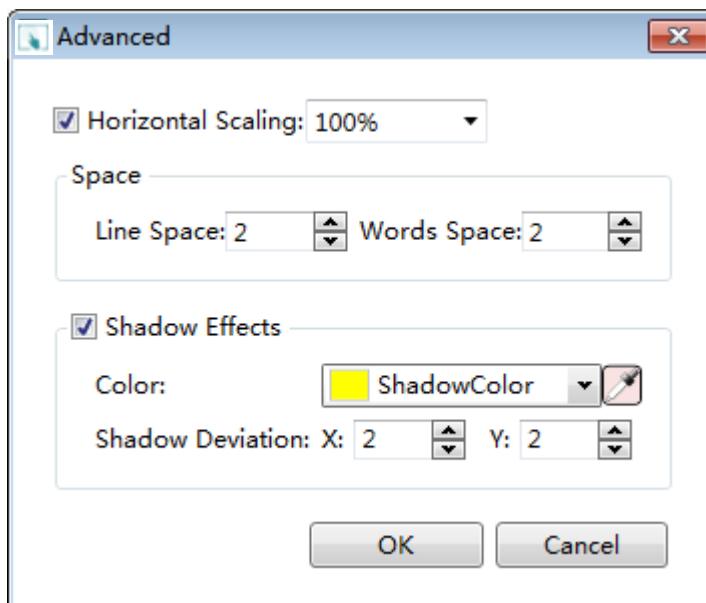 Advanced
Horizontal Scaling: 100%
Space
Line Space: 2 Words Space: 2
Shadow Effects
Color: ShadowColor
Shadow Deviation: X: 2 Y: 2
OK Cancel